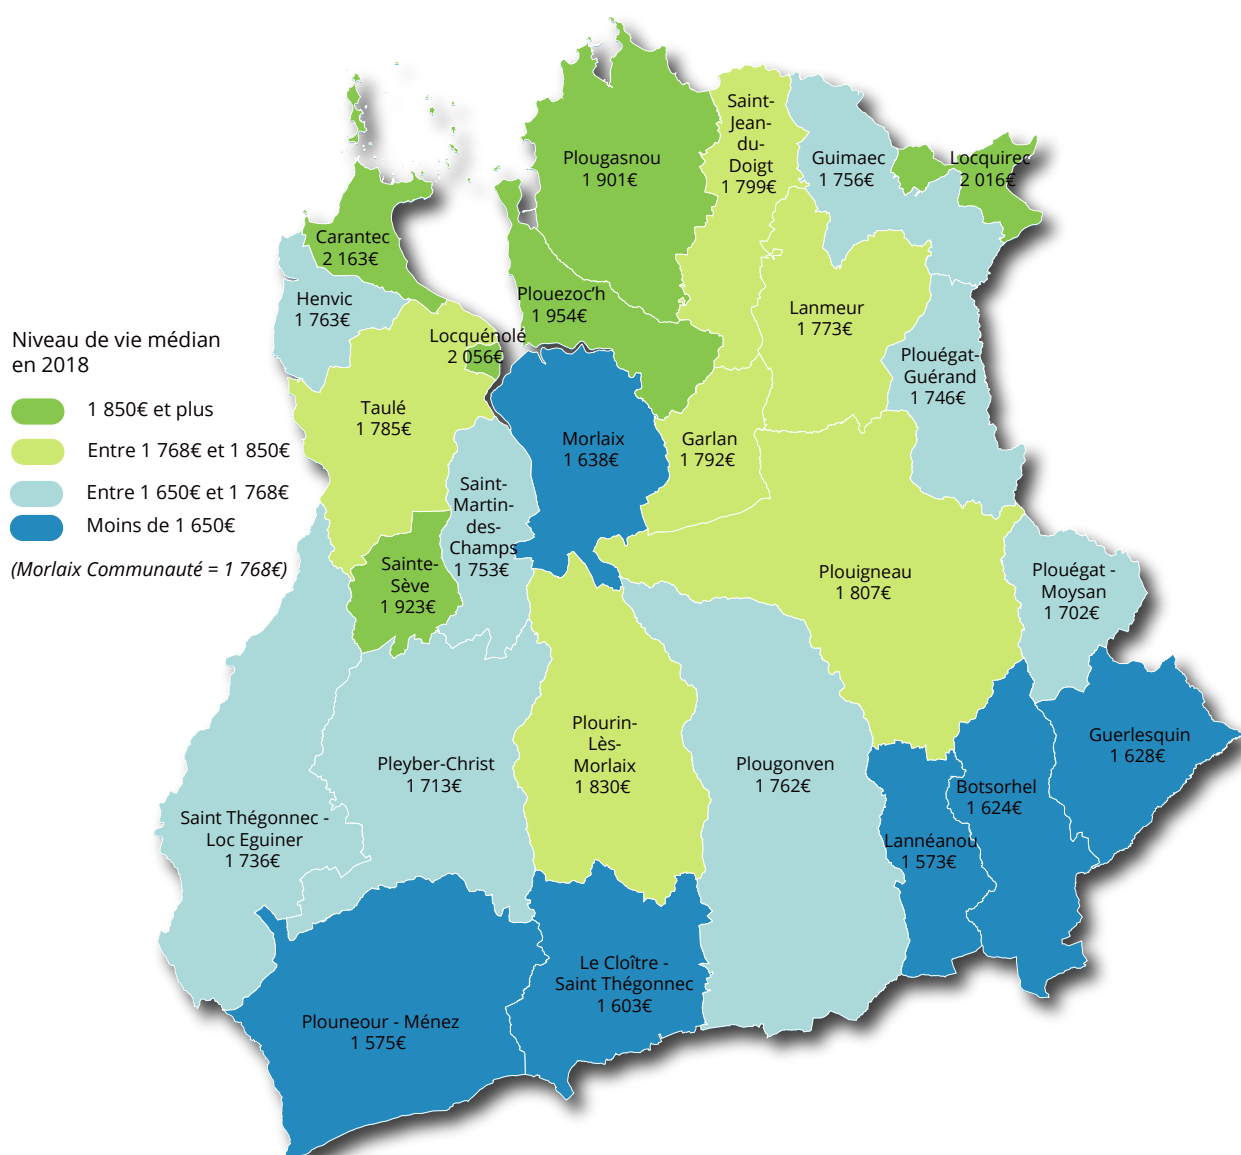 Saint-
Jean-
du-
Doigt
1 799€
Plougasnou
1 901€
Guimaec
1 756€
Locquirec
2 016€
Carantec
2 163€
Henvic
1 763€
Plouezoc'h
1 954€
Lanmeur
1 773€
Locquénolé
2 056€
Plouégat-
Guérand
1 746€
Niveau de vie médian
en 2018
1 850€ et plus
Entre 1 768€ et 1 850€
Entre 1 650€ et 1 768€
Moins de 1 650€
(Morlaix Communauté = 1 768€)
Taulé
1 785€
Morlaix
1 638€
Garlan
1 792€
Saint-
Martin-
des-
Champs
1 753€
Sainte-
Sève
1 923€
Plouigneau
1 807€
Plouégat -
Moysan
1 702€
Plourin-
Lès-
Morlaix
1 830€
Guerlesquin
1 628€
Pleyber-Christ
1 713€
Plougonven
1 762€
Botsorhel
1 624€
Saint Thégonnec -
Loc Eguiner
1 736€
Lannéanou
1 573€
Le Cloître -
Saint Thégonnec
1 603€
Plouneour - Ménez
1 575€